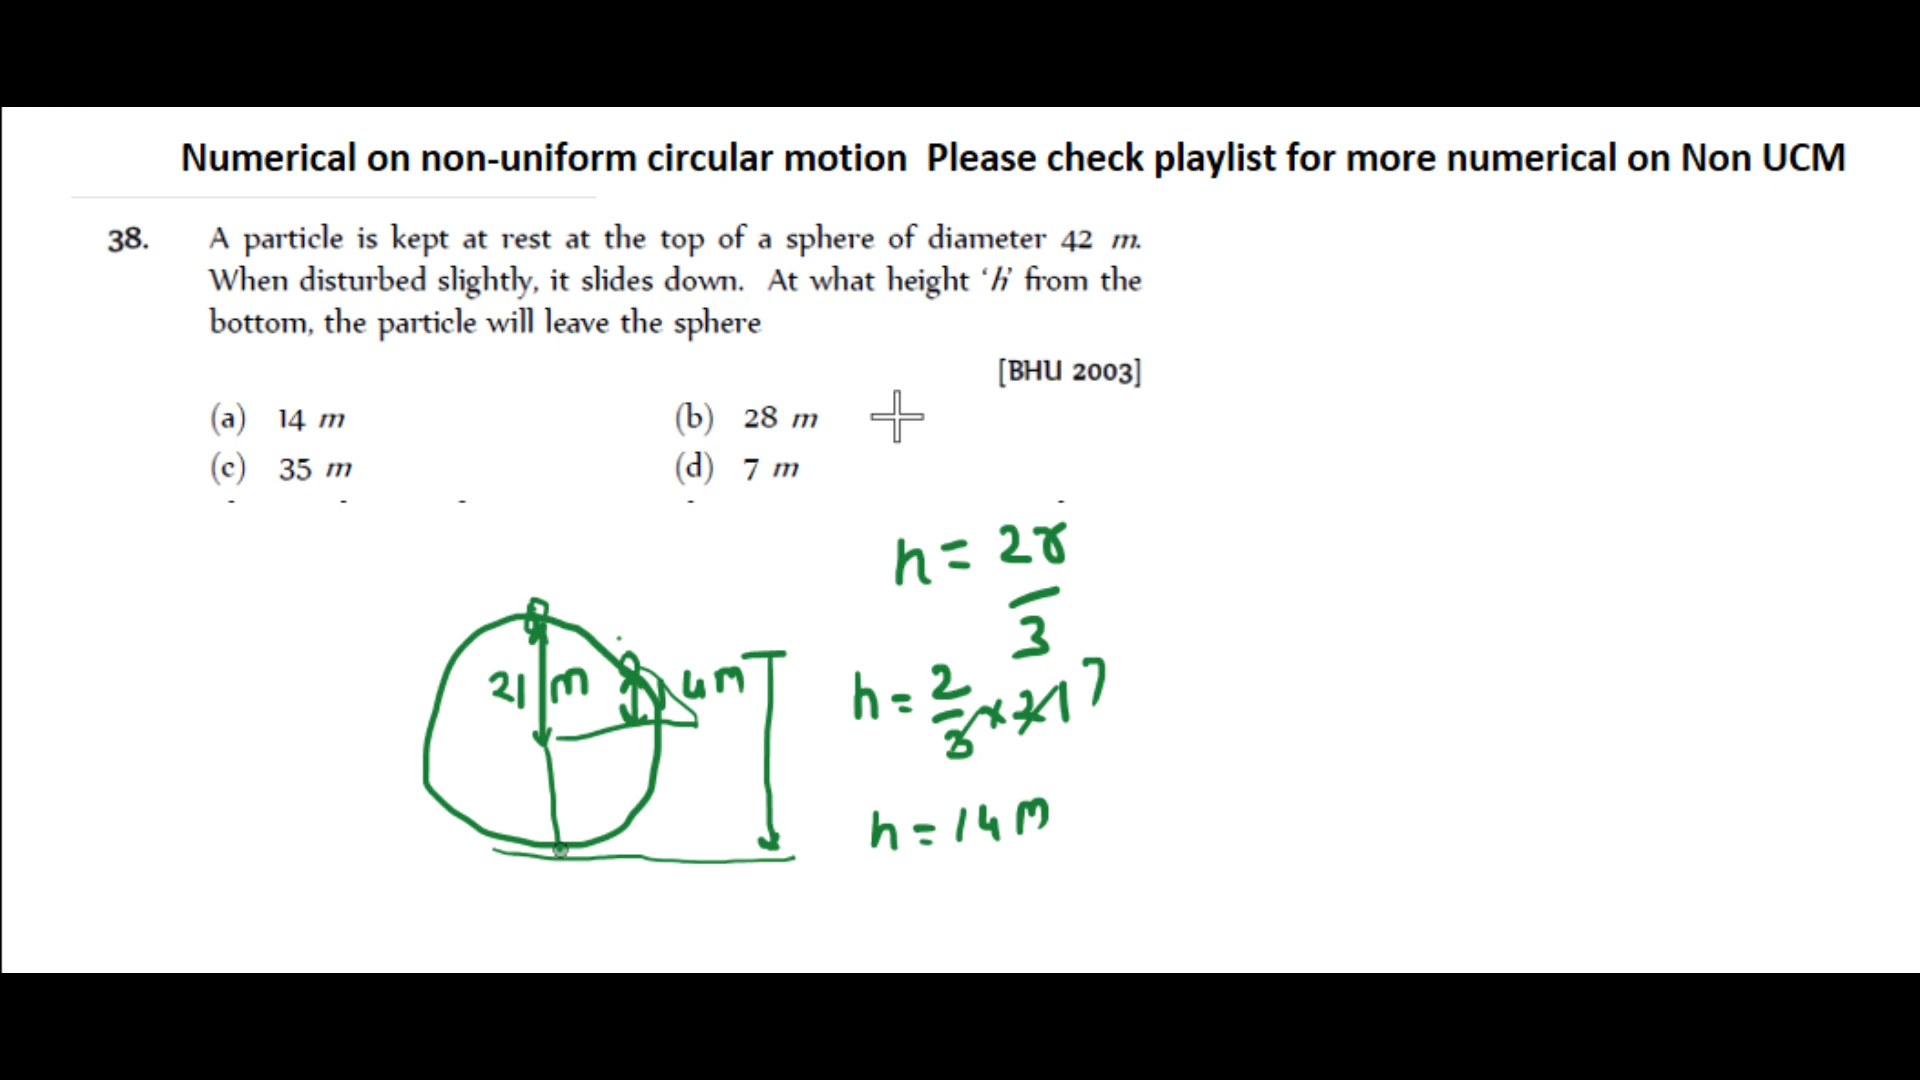 Numerical on non-uniform circular motion Please check playlist for more numerical on Non UCM
38. A particle is kept at rest at the top of a sphere of diameter 42 m.
When disturbed slightly, it slides down. At what height ‘h’ from the
bottom, the particle will leave the sphere
[BHU 2003]
(a) 14 m (b) 28 m
(c) 35 m (d) 7 m
h = 2r
3
21 m
h = 2/3 × 21 7
h = 14 m